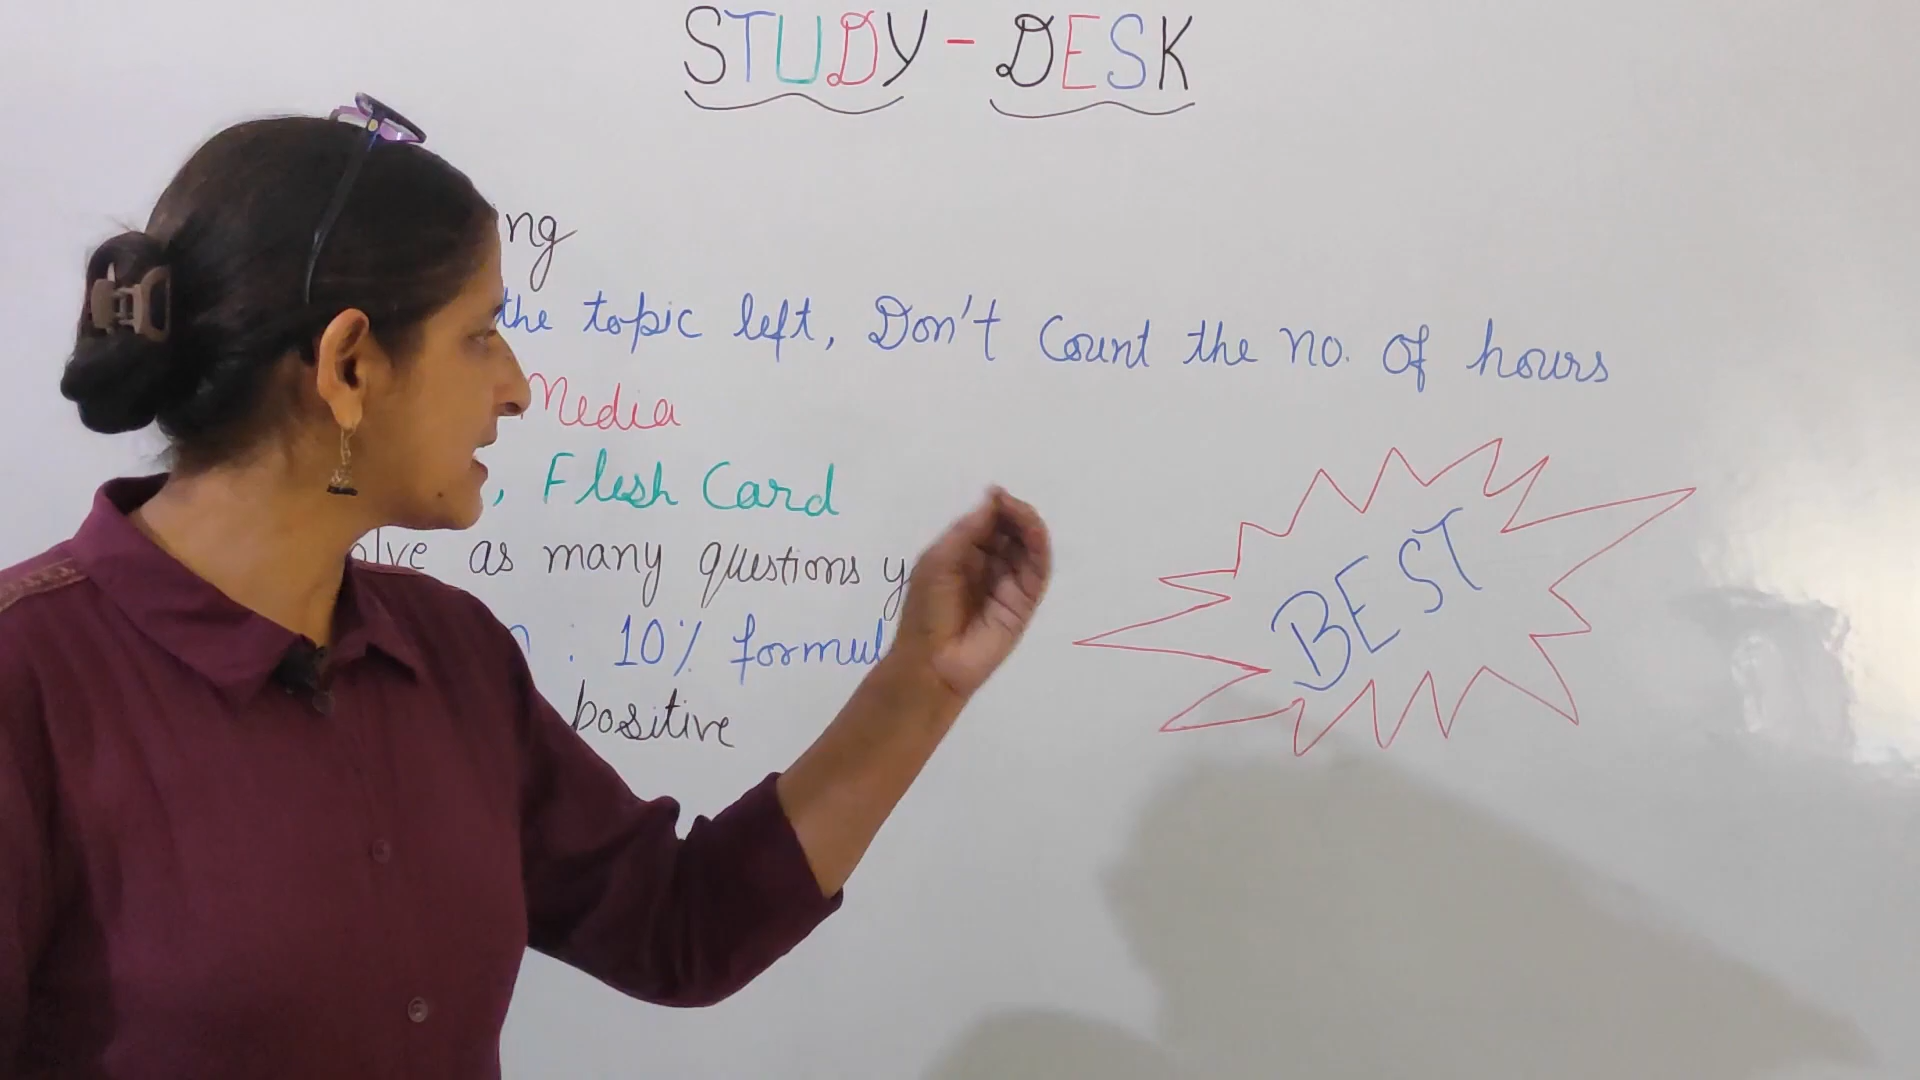 STUDY - DESK
ng
the topic left, Don't Count the no. of hours
Media
, Flash Card
olve as many questions y
: 10% formul
positive
BEST